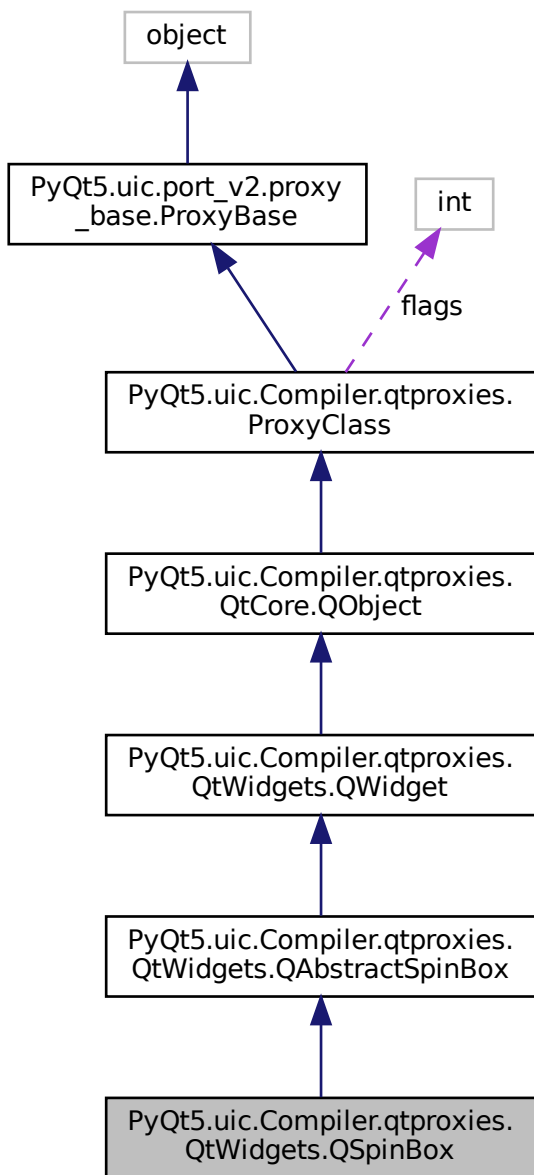 object
PyQt5.uic.port_v2.proxy
_base.ProxyBase
int
flags
PyQt5.uic.Compiler.qtproxies.
ProxyClass
PyQt5.uic.Compiler.qtproxies.
QtCore.QObject
PyQt5.uic.Compiler.qtproxies.
QtWidgets.QWidget
PyQt5.uic.Compiler.qtproxies.
QtWidgets.QAbstractSpinBox
PyQt5.uic.Compiler.qtproxies.
QtWidgets.QSpinBox